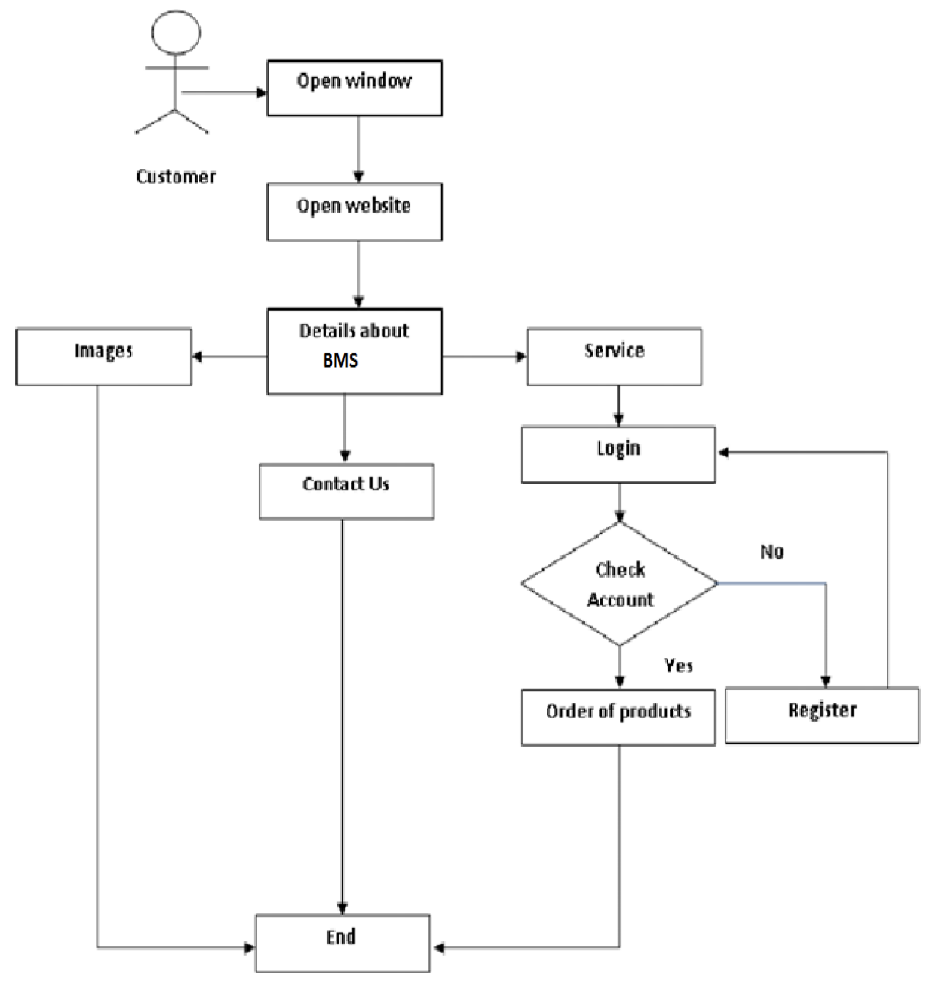 Open window
Customer
Open website
Details about
BMS
Images
Service
Login
Contact Us
No
Check
Account
Yes
Order of products
Register
End